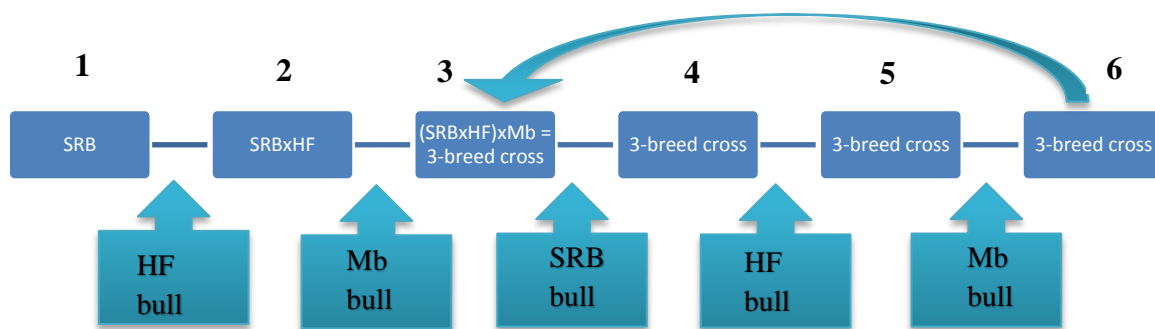 1
2
3
4
5
6
SRB
SRBxHF
(SRBxHF)xMb =
3-breed cross
3-breed cross
3-breed cross
3-breed cross
HF
bull
Mb
bull
SRB
bull
HF
bull
Mb
bull